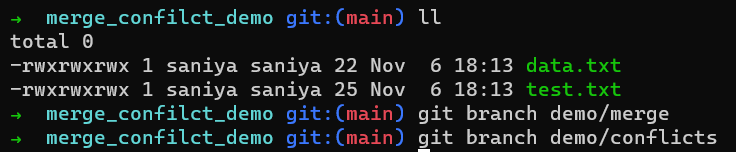 → merge_confilct_demo git:(main) ll
total 0
-rwxrwxrwx 1 saniya saniya 22 Nov  6 18:13 data.txt
-rwxrwxrwx 1 saniya saniya 25 Nov  6 18:13 test.txt
→ merge_confilct_demo git:(main) git branch demo/merge
→ merge_confilct_demo git:(main) git branch demo/conflicts